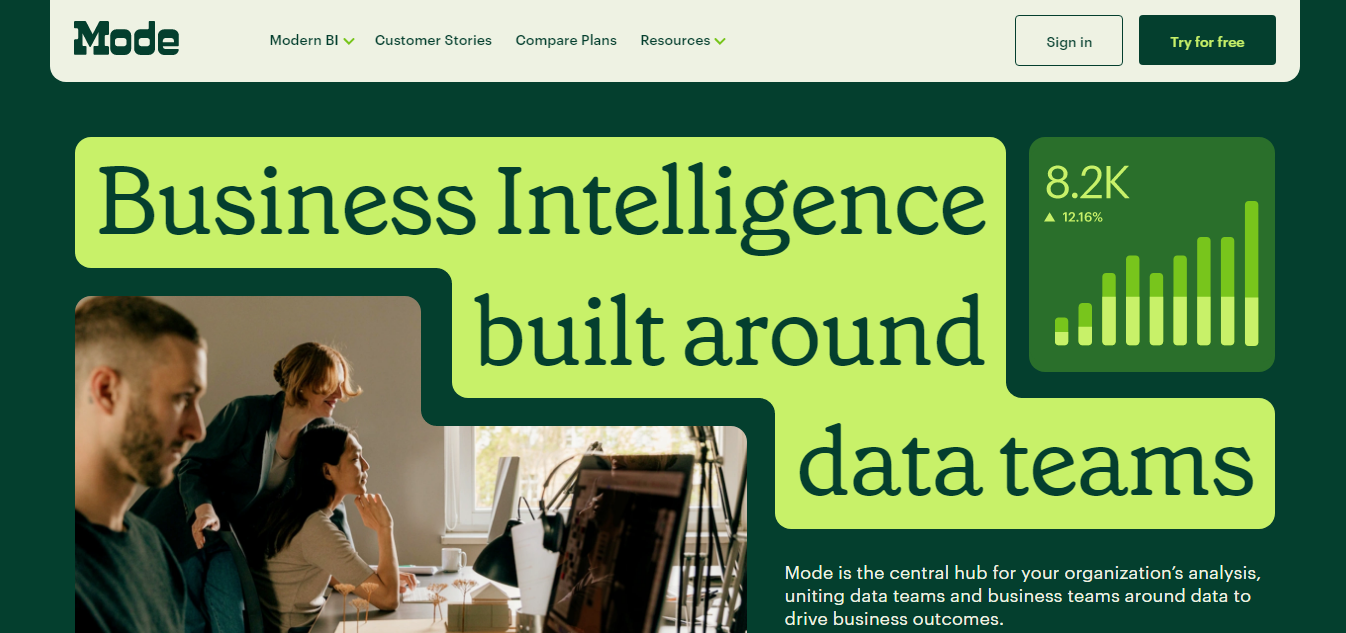 Mode
Modern BI
Customer Stories
Compare Plans
Resources
Sign in
Try for free
Business Intelligence
built around
data teams
8.2K
12.16%
Mode is the central hub for your organization’s analysis,
uniting data teams and business teams around data to
drive business outcomes.